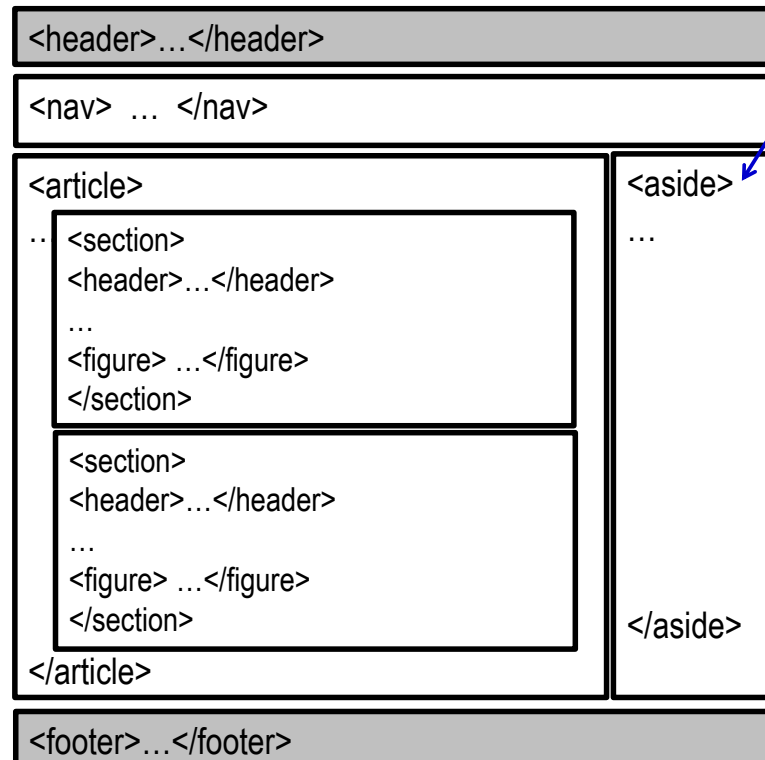 <header>…</header>
<nav> … </nav>
<article>
…
<section>
<header>…</header>
…
<figure> …</figure>
</section>
<section>
<header>…</header>
…
<figure> …</figure>
</section>
</article>
<aside>
…
</aside>
<footer>…</footer>